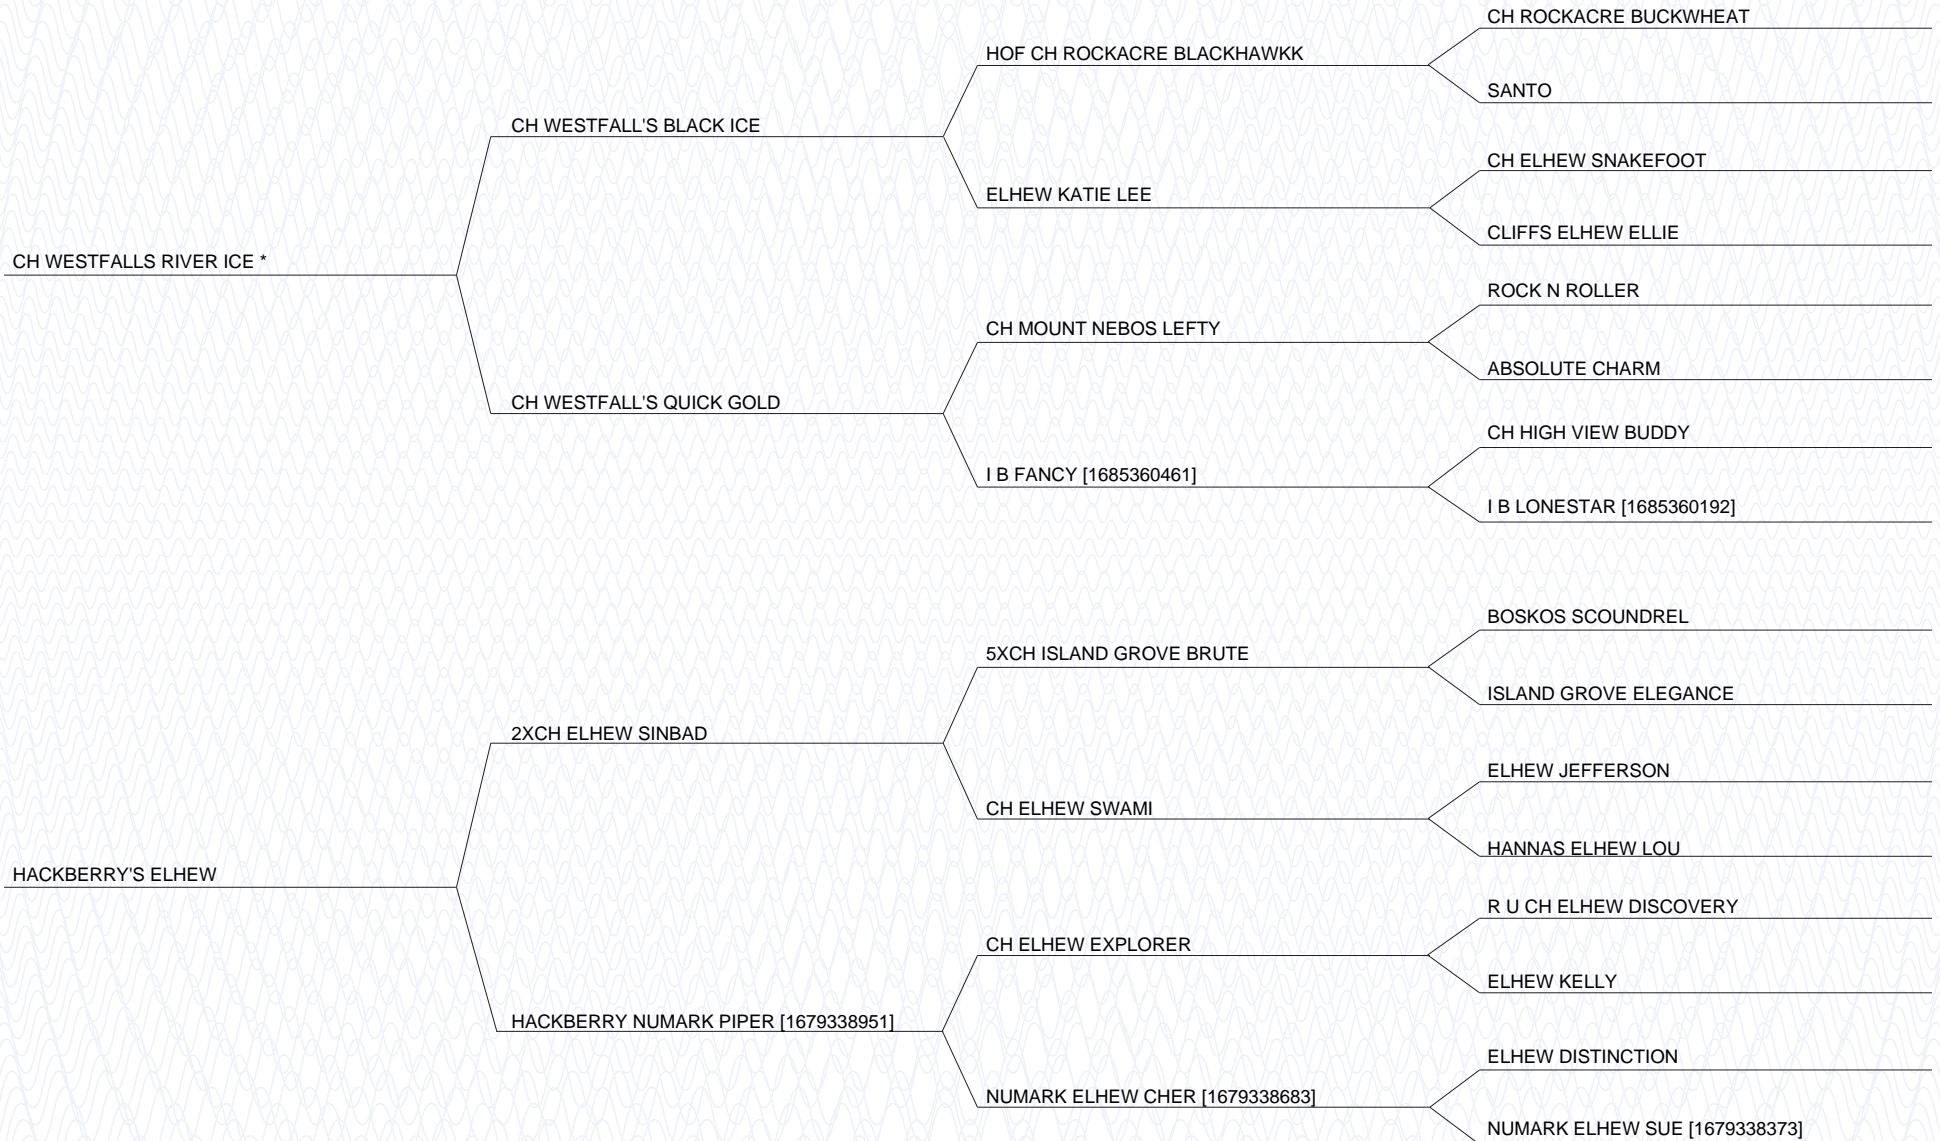 CH ROCKACRE BUCKWHEAT
HOF CH ROCKACRE BLACKHAWKK
SANTO
CH WESTFALL'S BLACK ICE
CH ELHEW SNAKEFOOT
ELHEW KATIE LEE
CLIFFS ELHEW ELLIE
CH WESTFALLS RIVER ICE *
ROCK N ROLLER
CH MOUNT NEBOS LEFTY
ABSOLUTE CHARM
CH WESTFALL'S QUICK GOLD
CH HIGH VIEW BUDDY
I B FANCY [1685360461]
I B LONESTAR [1685360192]
BOSKOS SCOUNDREL
5XCH ISLAND GROVE BRUTE
ISLAND GROVE ELEGANCE
2XCH ELHEW SINBAD
ELHEW JEFFERSON
CH ELHEW SWAMI
HANNAS ELHEW LOU
HACKBERRY'S ELHEW
R U CH ELHEW DISCOVERY
CH ELHEW EXPLORER
ELHEW KELLY
HACKBERRY NUMARK PIPER [1679338951]
ELHEW DISTINCTION
NUMARK ELHEW CHER [1679338683]
NUMARK ELHEW SUE [1679338373]